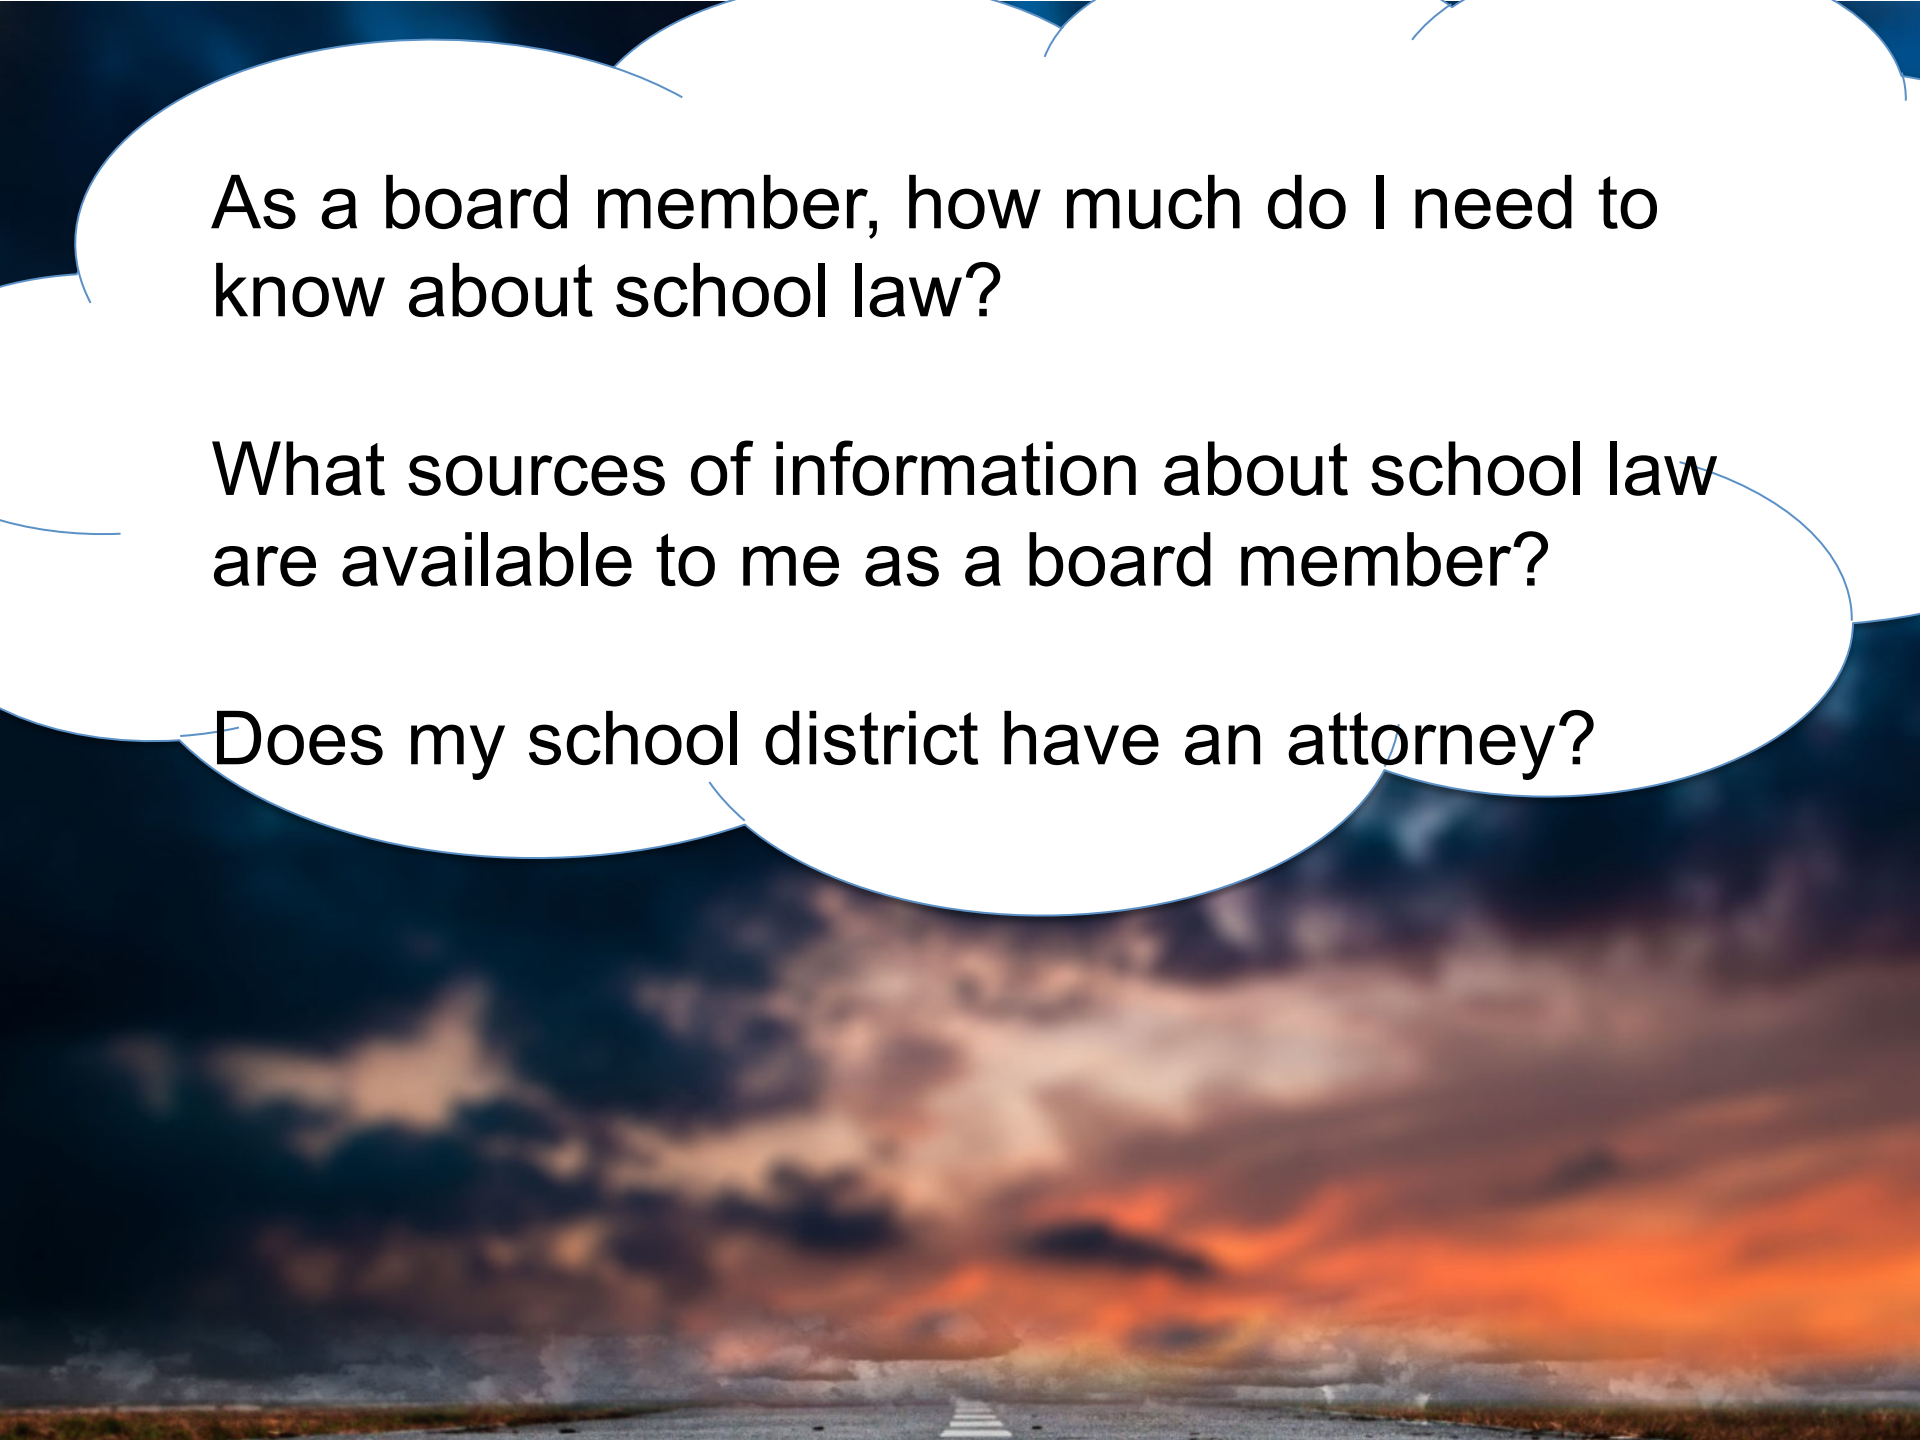 As a board member, how much do I need to
know about school law?
What sources of information about school law
are available to me as a board member?
Does my school district have an attorney?